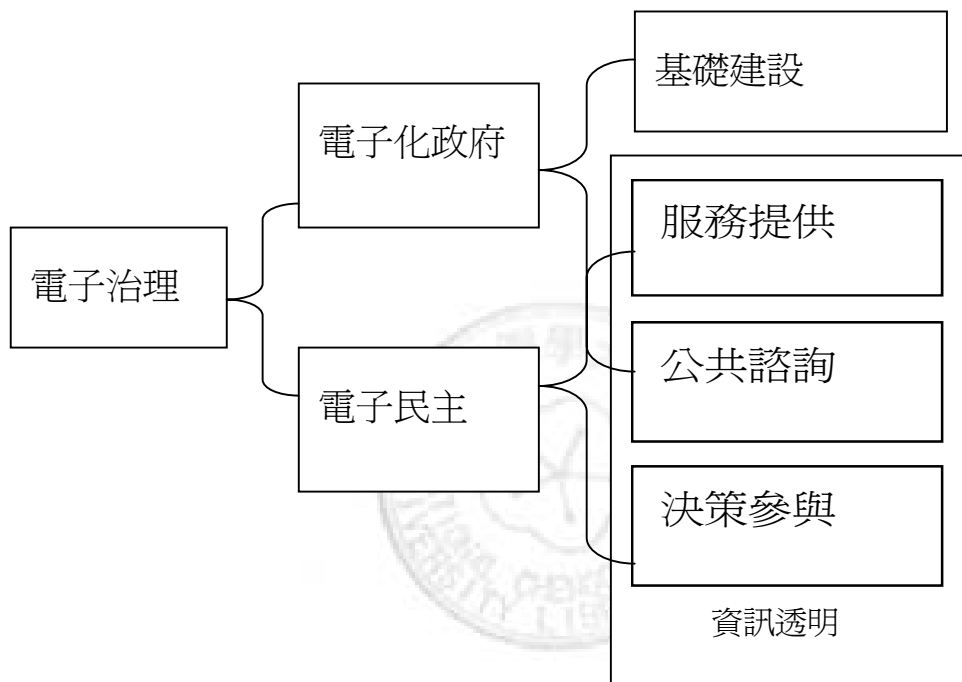 基礎建設
電子化政府
服務提供
電子治理
公共諮詢
電子民主
決策參與
資訊透明